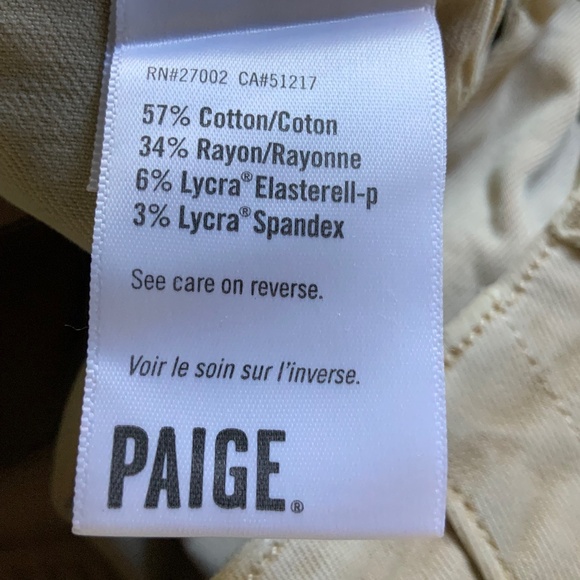 RN#27002 CA#51217
57% Cotton/Coton
34% Rayon/Rayonne
6% Lycra® Elasterell-p
3% Lycra® Spandex
See care on reverse.
Voir le soin sur l'inverse.
PAIGE®